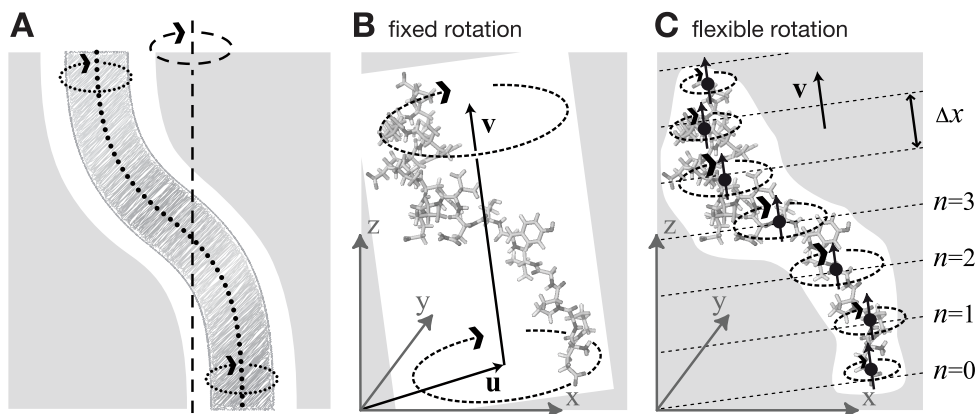 A
B fixed rotation
C flexible rotation
v
z
y
u
x
v
Δx
z
y
x
n=3
n=2
n=1
n=0